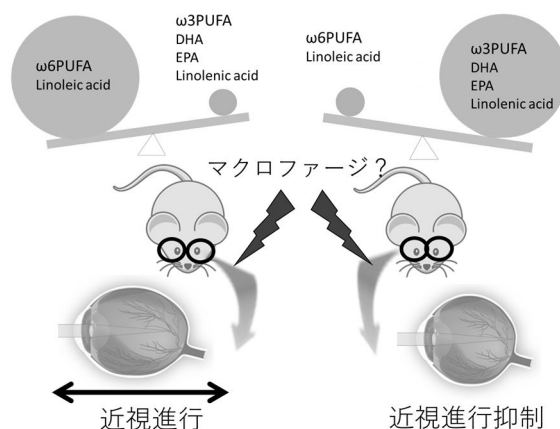 ω6PUFA
Linoleic acid
ω3PUFA
DHA
EPA
Linolenic acid
ω6PUFA
Linoleic acid
ω3PUFA
DHA
EPA
Linolenic acid
マクロファージ?
近視進行
近視進行抑制